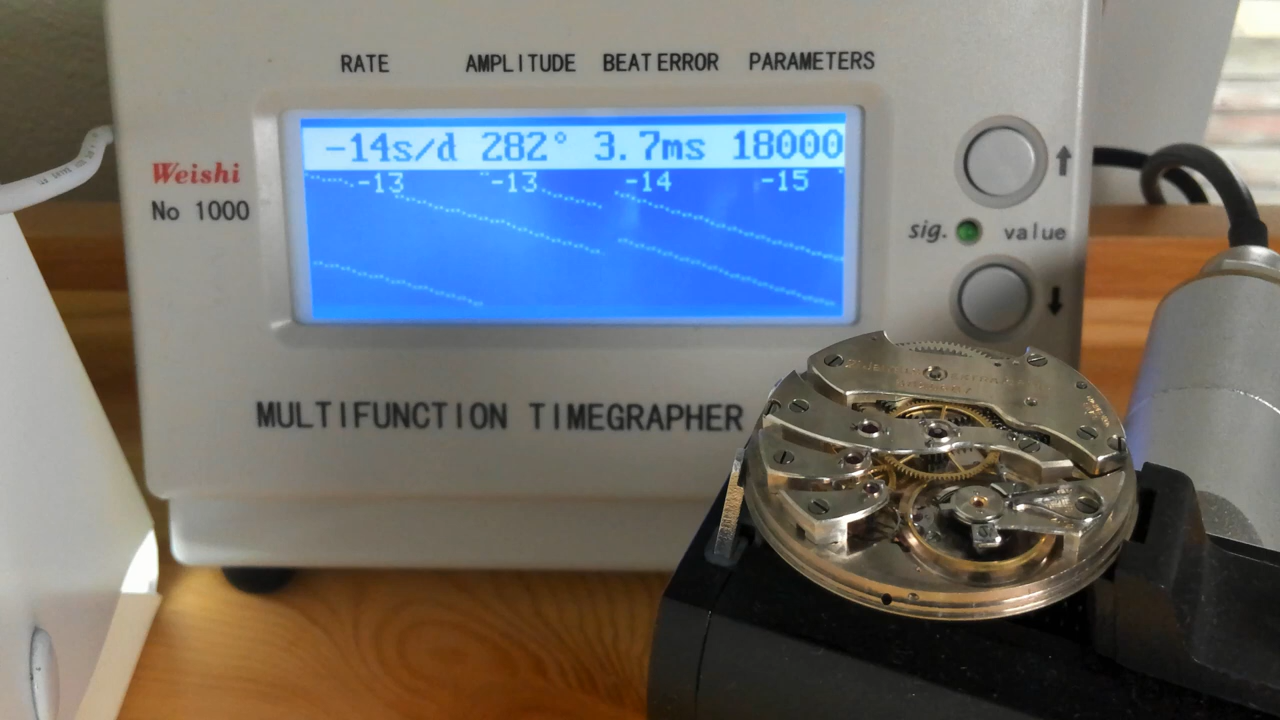 RATE AMPLITUDE BEAT ERROR PARAMETERS
-14s/d 282° 3.7ms 18000
-13 -13 -14 -15
Weishi
No 1000
sig. value
MULTIFUNCTION TIMEGRAPHER